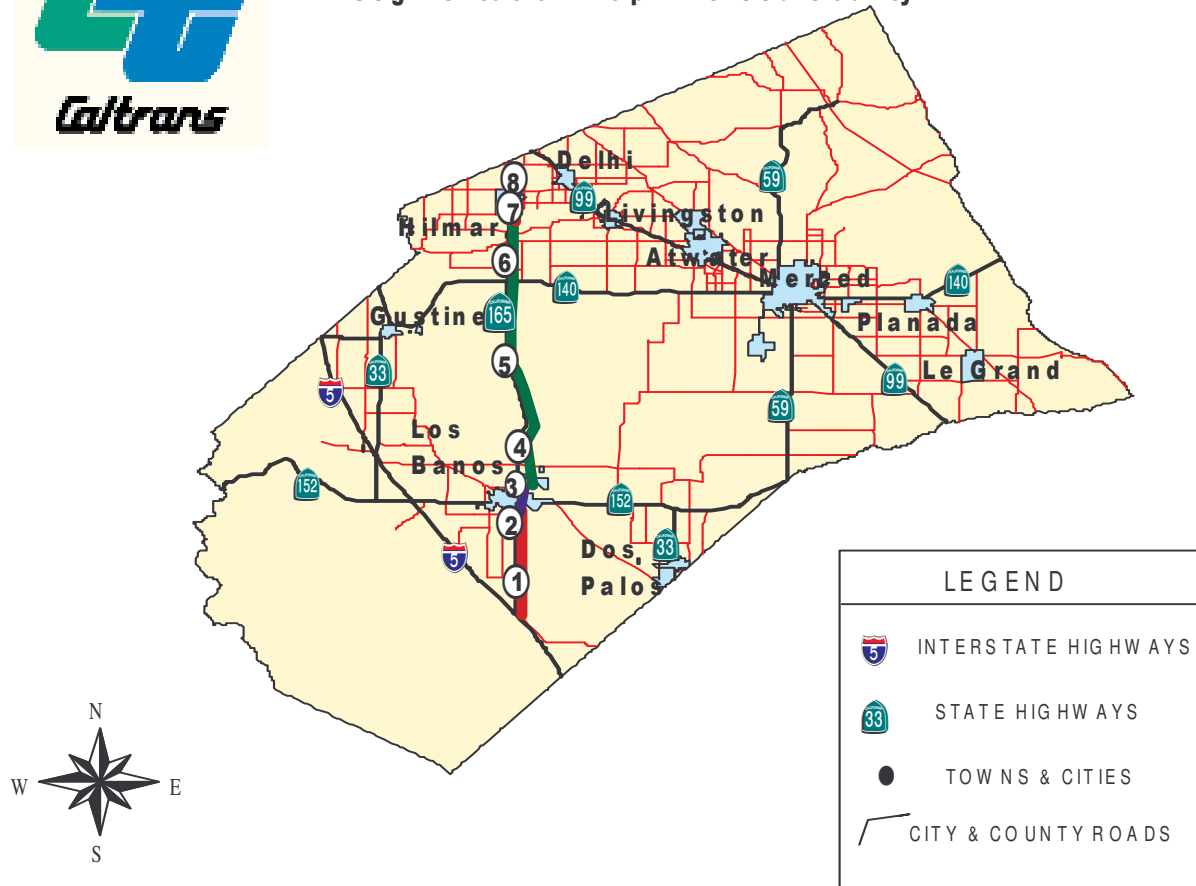 Caltrans
8
Delhi
59
7
99
Livingston
Hilmar
6
Atwater
Merced
140
140
165
Gustine
Planada
5
33
5
Le Grand
99
59
Los
Banos
4
152
3
152
2
Dos
Palos
33
5
1
LEGEND
5 INTERSTATE HIGHWAYS
33 STATE HIGHWAYS
TOWNS & CITIES
CITY & COUNTY ROADS
N
W E
S